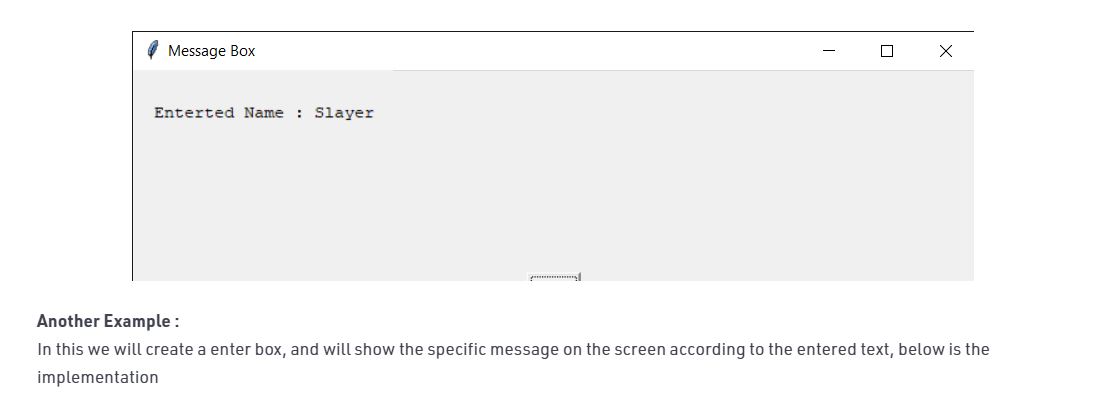 Message Box
Enterted Name : Slayer
Another Example :
In this we will create a enter box, and will show the specific message on the screen according to the entered text, below is the
implementation